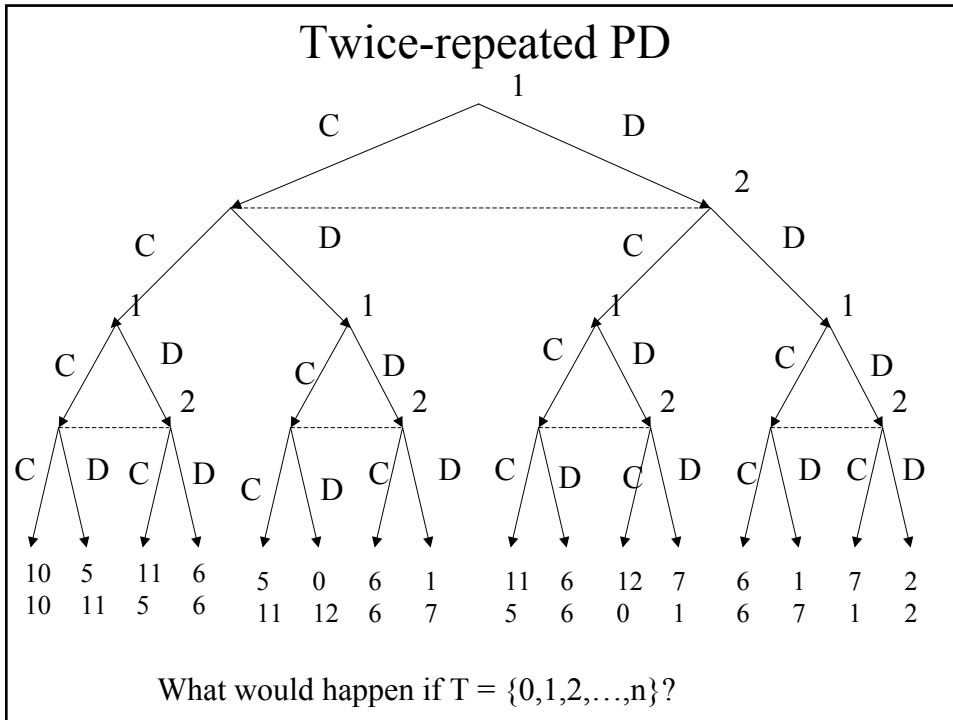 Twice-repeated PD
1
C D
2
C D C D
1 1 1 1
C D C D C D C D
2 2 2 2
C D C D C D C D C D C D C D C D
10 5 11 6 5 0 6 1 11 6 12 7 6 1 7 2
10 11 5 6 11 12 6 7 5 6 0 1 6 7 1 2
What would happen if T = {0,1,2,…,n}?